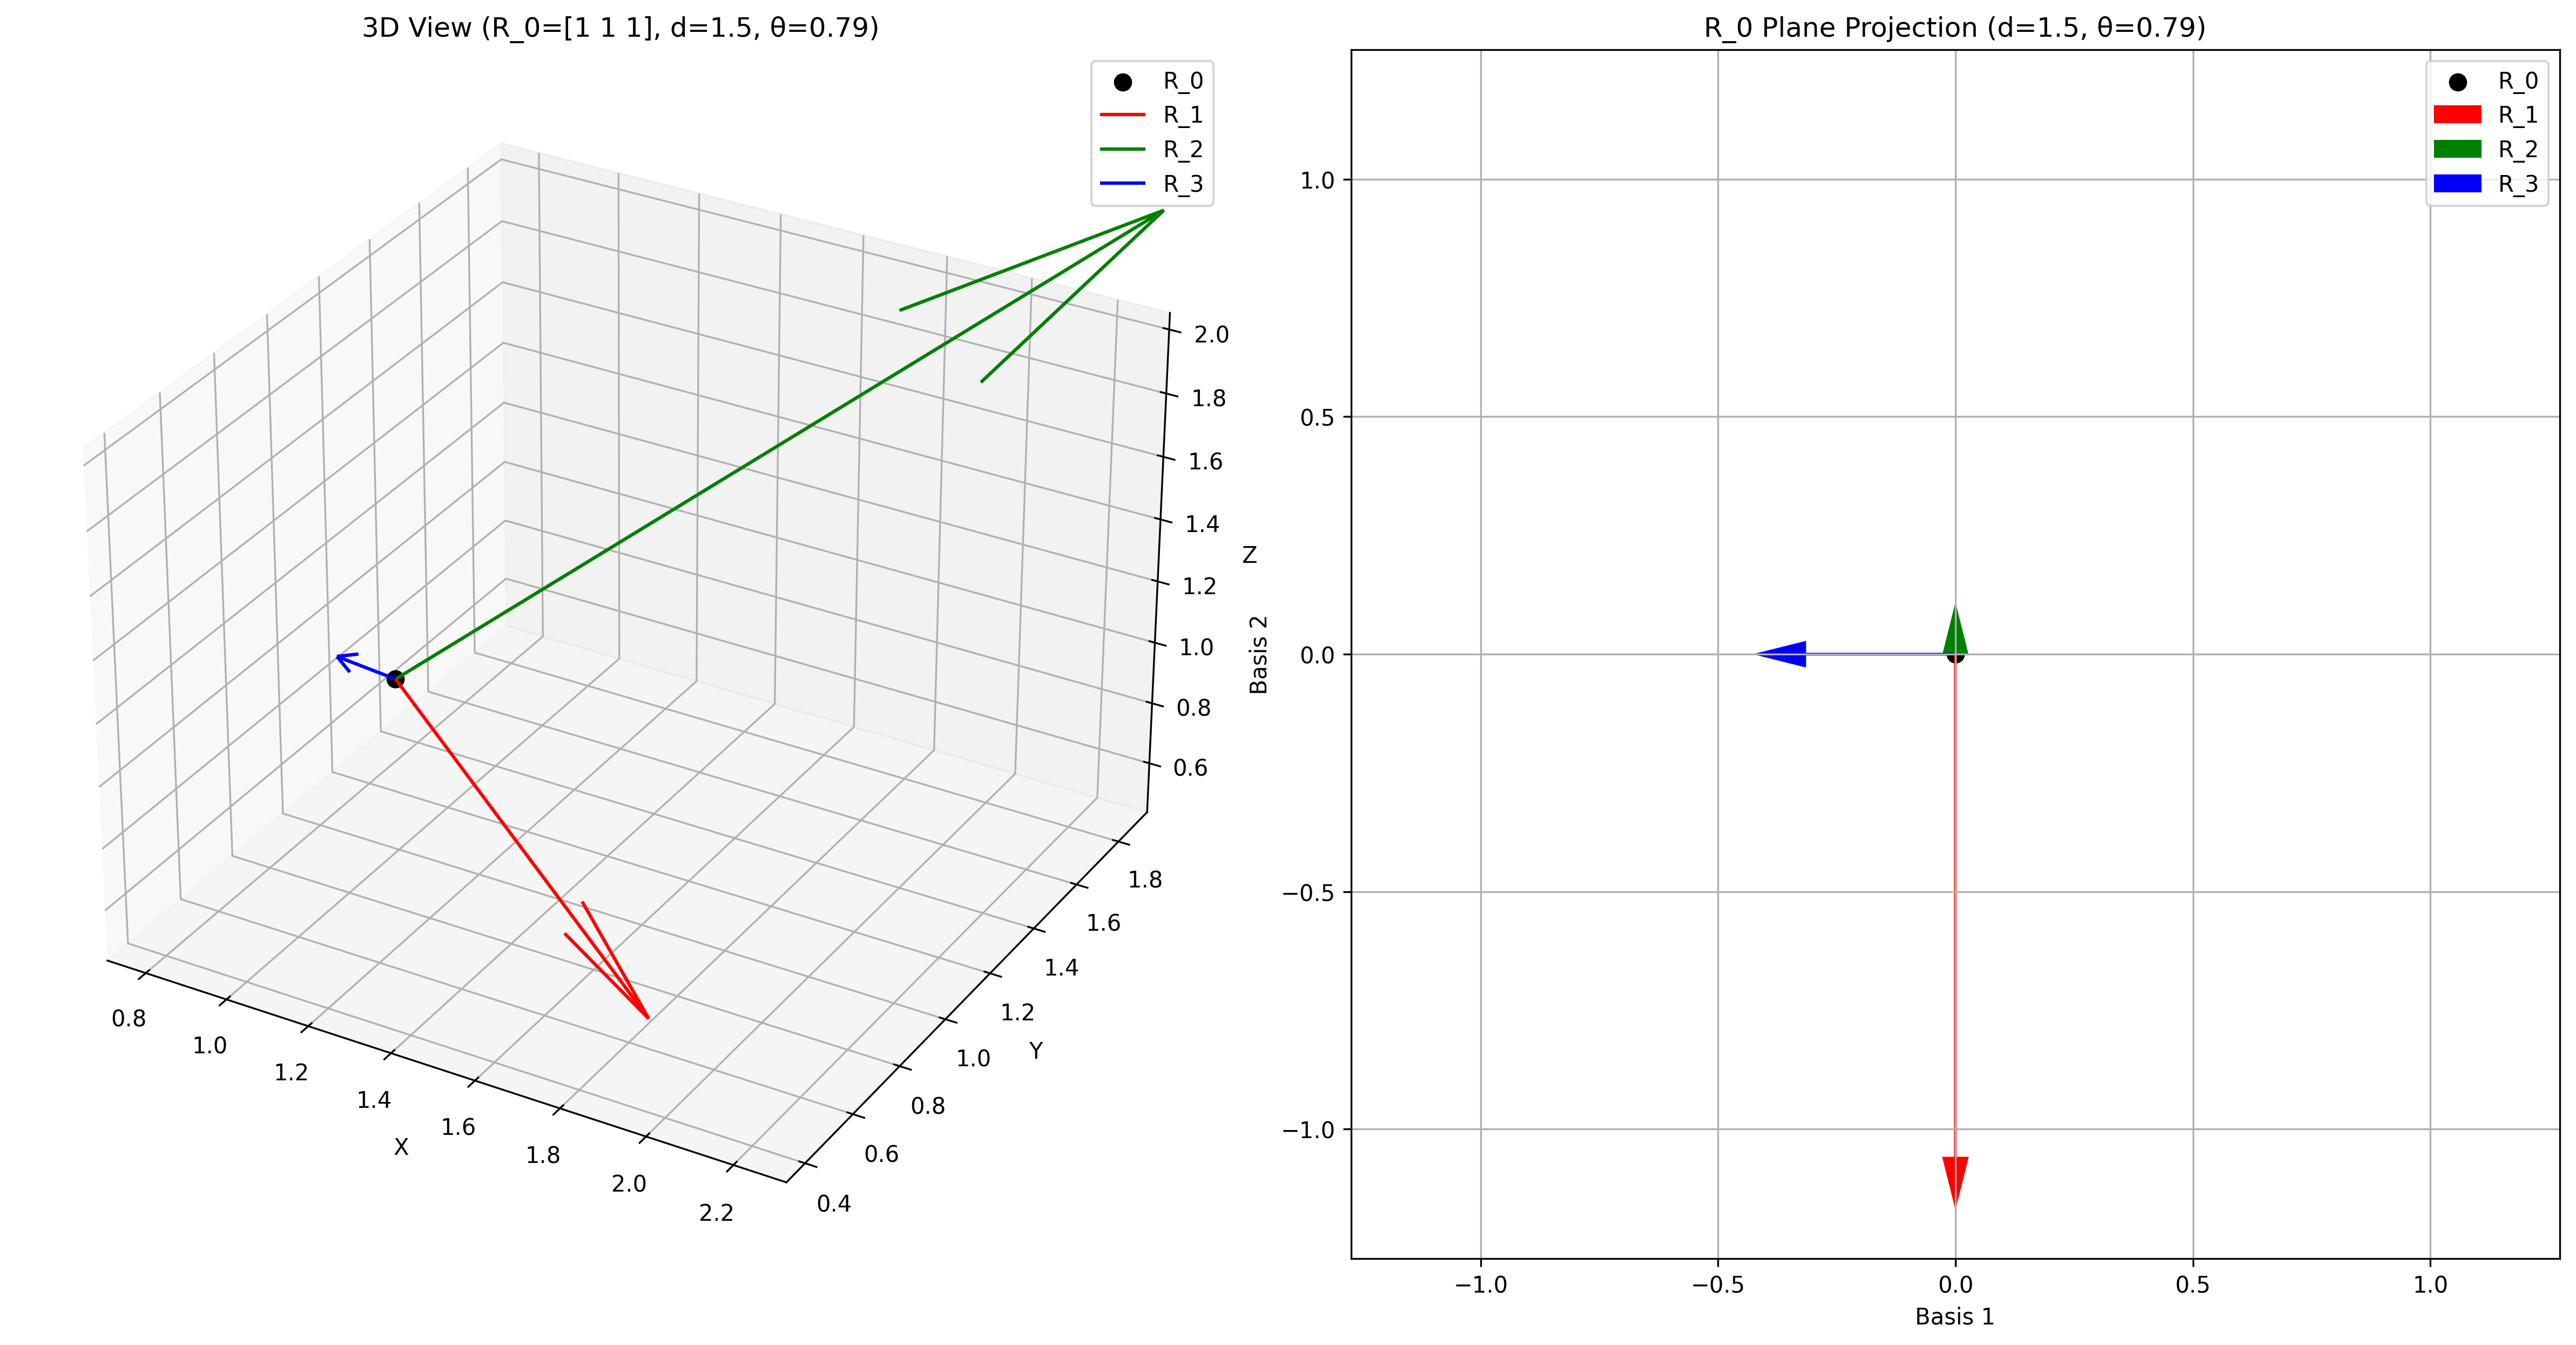 3D View (R_0=[1 1 1], d=1.5, θ=0.79)
R_0
R_1
R_2
R_3
2.0
1.8
1.6
1.4
1.2
1.0
0.8
0.6
Z
1.8
1.6
1.4
1.2
1.0
0.8
0.6
0.4
Y
0.8
1.0
1.2
1.4
1.6
1.8
2.0
2.2
X
R_0 Plane Projection (d=1.5, θ=0.79)
R_0
R_1
R_2
R_3
1.0
0.5
0.0
−0.5
−1.0
Basis 2
−1.0
−0.5
0.0
0.5
1.0
Basis 1